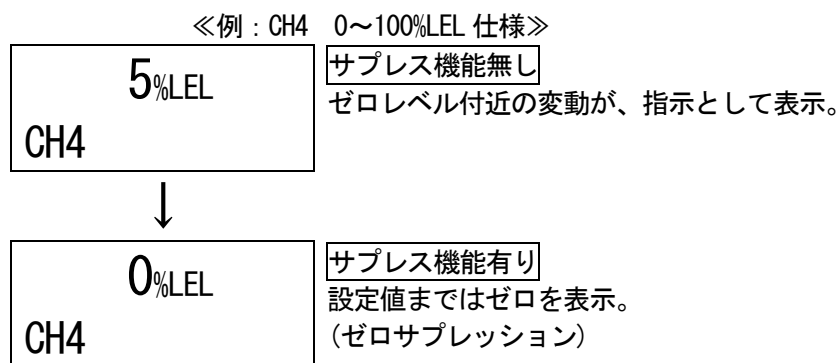 ≪例:CH4 0~100%LEL 仕様≫
5%LEL
CH4
サプレス機能無し
ゼロレベル付近の変動が、指示として表示。
↓
0%LEL
CH4
サプレス機能有り
設定値まではゼロを表示。
(ゼロサプレッション)